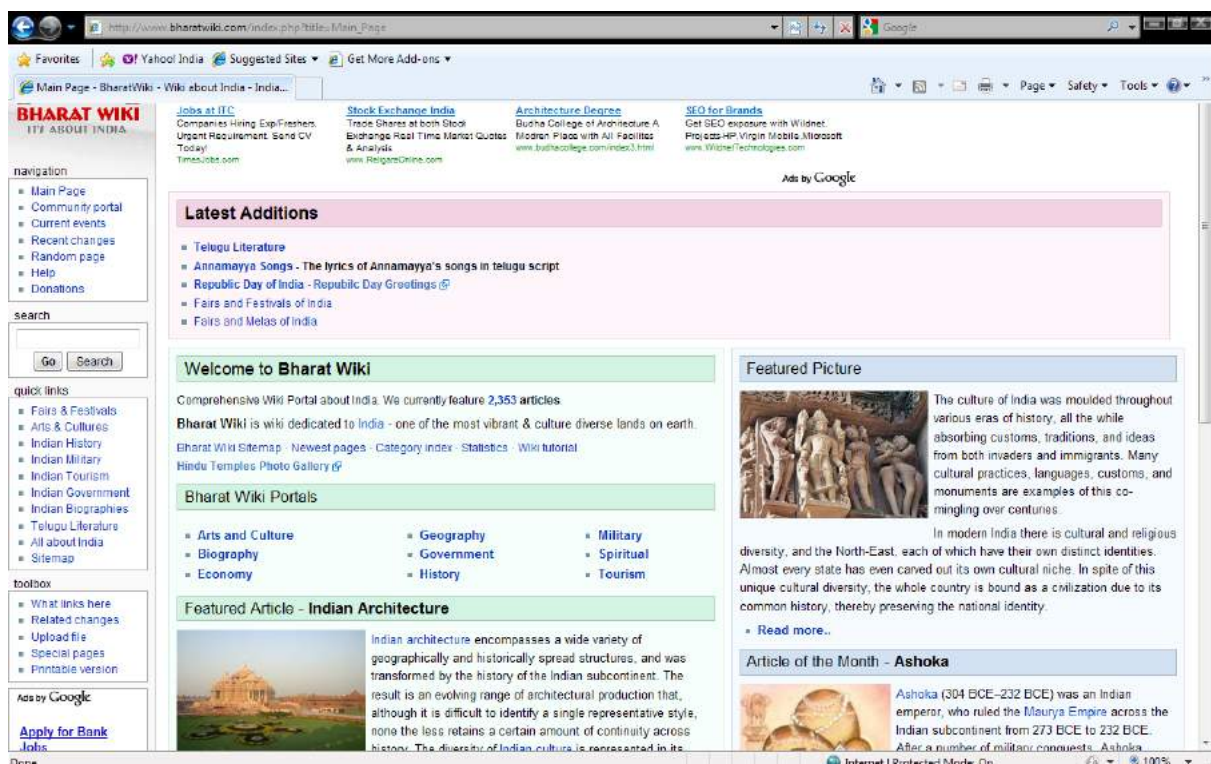 http://www.bharatwiki.com/index.php?title=Main_Page
Google
Favorites
Yahoo! India
Suggested Sites
Get More Add-ons
Main Page - BharatWiki - Wiki about India - India...
Page
Safety
Tools
BHARAT WIKI
IT'S ABOUT INDIA
Jobs at ITC
Companies Hiring Exp/Freshers.
Urgent Requirement. Send CV
Today!
TimesJobs.com
Stock Exchange India
Trade Shares at both Stock
Exchange Real Time Market Quotes
& Analysis
www.ReligareOnline.com
Architecture Degree
Budha College of Architecture A
Modren Place with All Facilites
www.budhacollege.com/index3.html
SEO for Brands
Get SEO exposure with Wildnet.
Projects-HP,Virgin Mobile,Microsoft
www.WildnetTechnologies.com
Ads by Google
navigation
Main Page
Community portal
Current events
Recent changes
Random page
Help
Donations
search
Go
Search
quick links
Fairs & Festivals
Arts & Cultures
Indian History
Indian Military
Indian Tourism
Indian Government
Indian Biographies
Telugu Literature
All about India
Sitemap
toolbox
What links here
Related changes
Upload file
Special pages
Printable version
Ads by Google
Apply for Bank
Jobs
Latest Additions
Telugu Literature
Annamayya Songs - The lyrics of Annamayya's songs in telugu script
Republic Day of India - Repubilc Day Greetings
Fairs and Festivals of India
Fairs and Melas of India
Welcome to Bharat Wiki
Comprehensive Wiki Portal about India. We currently feature 2,353 articles.
Bharat Wiki is wiki dedicated to India - one of the most vibrant & culture diverse lands on earth.
Bharat Wiki Sitemap · Newest pages · Category index · Statistics · Wiki tutorial
Hindu Temples Photo Gallery
Bharat Wiki Portals
Arts and Culture
Geography
Military
Biography
Government
Spiritual
Economy
History
Tourism
Featured Article - Indian Architecture
Indian architecture encompasses a wide variety of
geographically and historically spread structures, and was
transformed by the history of the Indian subcontinent. The
result is an evolving range of architectural production that,
although it is difficult to identify a single representative style,
none the less retains a certain amount of continuity across
history. The diversity of Indian culture is represented in its
Featured Picture
The culture of India was moulded throughout
various eras of history, all the while
absorbing customs, traditions, and ideas
from both invaders and immigrants. Many
cultural practices, languages, customs, and
monuments are examples of this co-
mingling over centuries.
In modern India there is cultural and religious
diversity, and the North-East, each of which have their own distinct identities.
Almost every state has even carved out its own cultural niche. In spite of this
unique cultural diversity, the whole country is bound as a civilization due to its
common history, thereby preserving the national identity.
Read more..
Article of the Month - Ashoka
Ashoka (304 BCE–232 BCE) was an Indian
emperor, who ruled the Maurya Empire across the
Indian subcontinent from 273 BCE to 232 BCE.
After a number of military conquests, Ashoka
Done
Internet | Protected Mode: On
100%